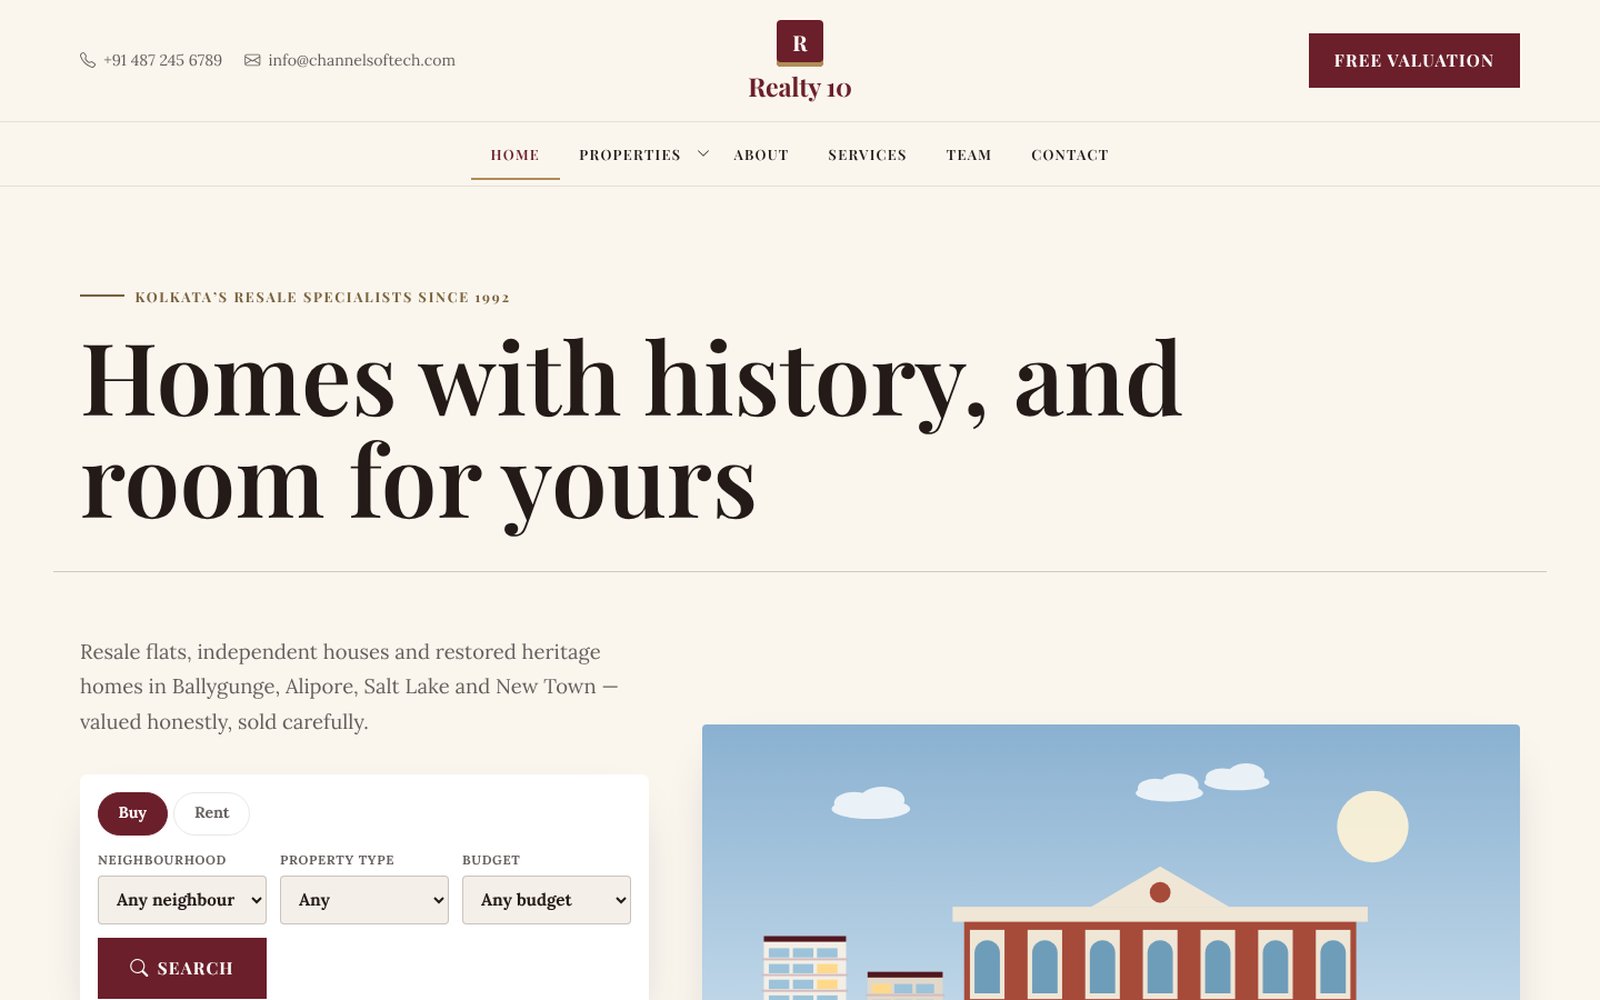 +91 487 245 6789
info@channelsoftech.com
R
Realty 10
FREE VALUATION
HOME
PROPERTIES
ABOUT
SERVICES
TEAM
CONTACT
KOLKATA’S RESALE SPECIALISTS SINCE 1992
Homes with history, and
room for yours
Resale flats, independent houses and restored heritage
homes in Ballygunge, Alipore, Salt Lake and New Town —
valued honestly, sold carefully.
Buy
Rent
NEIGHBOURHOOD
PROPERTY TYPE
BUDGET
Any neighbour
Any
Any budget
SEARCH